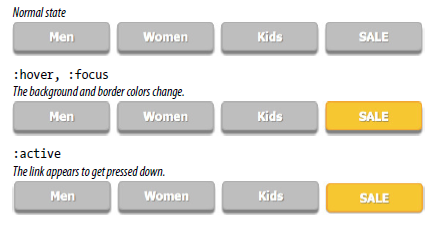 Normal state
Men Women Kids SALE
:hover, :focus
The background and border colors change.
Men Women Kids SALE
:active
The link appears to get pressed down.
Men Women Kids SALE